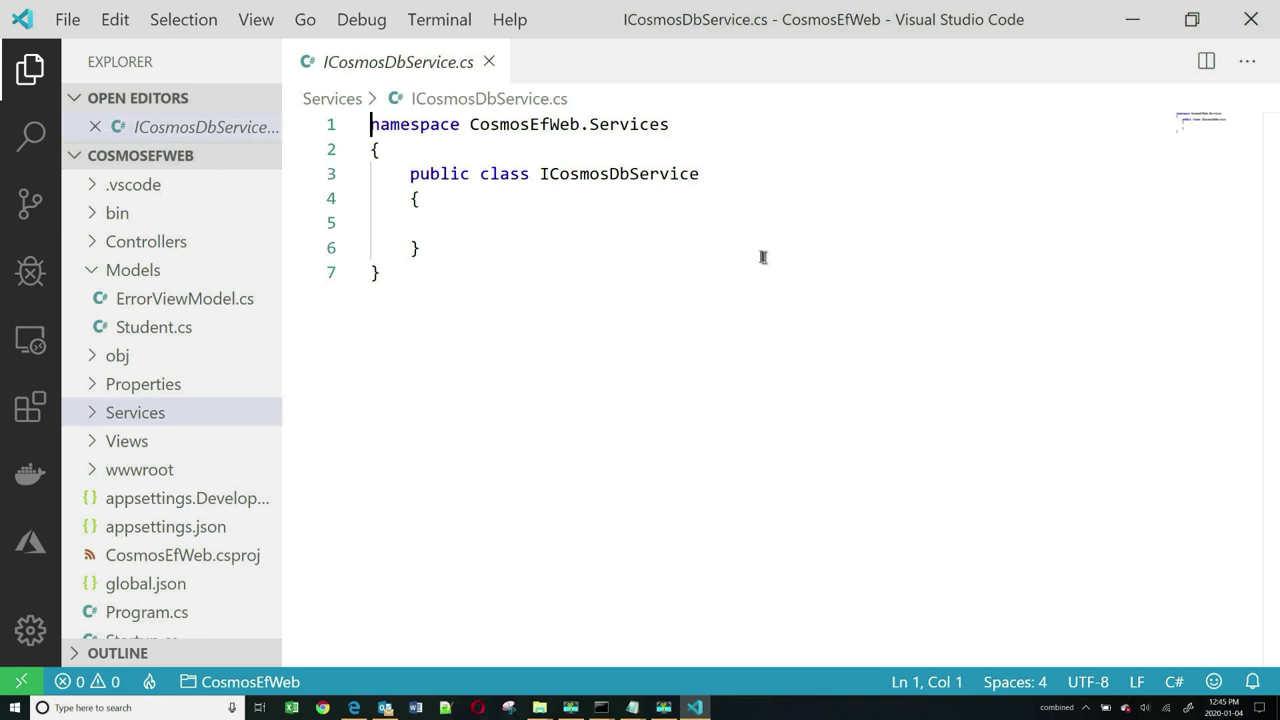 File Edit Selection View Go Debug Terminal Help ICosmosDbService.cs - CosmosEfWeb - Visual Studio Code
EXPLORER
OPEN EDITORS
ICosmosDbService...
COSMOSEFWEB
.vscode
bin
Controllers
Models
ErrorViewModel.cs
Student.cs
obj
Properties
Services
Views
wwwroot
{} appsettings.Develop...
{} appsettings.json
CosmosEfWeb.csproj
{} global.json
Program.cs
OUTLINE
ICosmosDbService.cs
Services > ICosmosDbService.cs
1 namespace CosmosEfWeb.Services
2 {
3 public class ICosmosDbService
4 {
5
6 }
7 }
0 0 CosmosEfWeb Ln 1, Col 1 Spaces: 4 UTF-8 LF C#
Type here to search combined 12:45 PM
2020-01-04